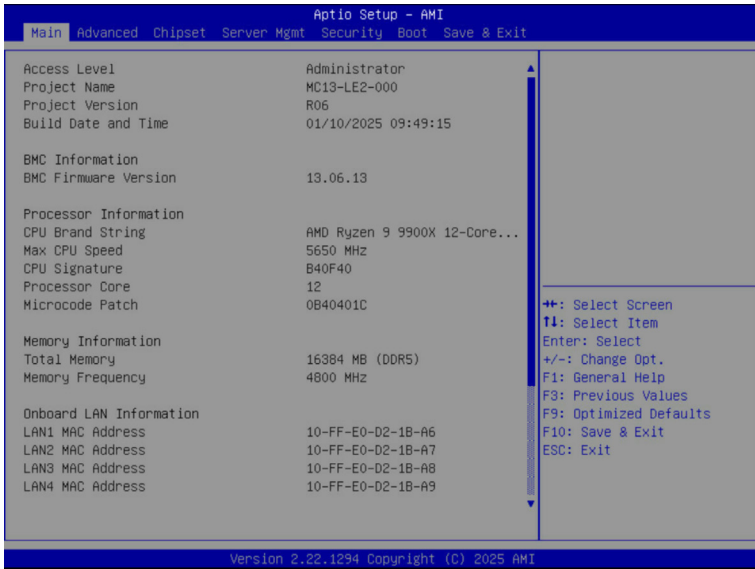 Aptio Setup - AMI
Main Advanced Chipset Server Mgmt Security Boot Save & Exit
Access Level Administrator
Project Name MC13-LE2-000
Project Version R06
Build Date and Time 01/10/2025 09:49:15
BMC Information
BMC Firmware Version 13.06.13
Processor Information
CPU Brand String AMD Ryzen 9 9900X 12-Core...
Max CPU Speed 5650 MHz
CPU Signature B40F40
Processor Core 12
Microcode Patch 0B40401C
Memory Information
Total Memory 16384 MB (DDR5)
Memory Frequency 4800 MHz
Onboard LAN Information
LAN1 MAC Address 10-FF-E0-D2-1B-A6
LAN2 MAC Address 10-FF-E0-D2-1B-A7
LAN3 MAC Address 10-FF-E0-D2-1B-A8
LAN4 MAC Address 10-FF-E0-D2-1B-A9
→←: Select Screen
↑↓: Select Item
Enter: Select
+/-: Change Opt.
F1: General Help
F3: Previous Values
F9: Optimized Defaults
F10: Save & Exit
ESC: Exit
Version 2.22.1294 Copyright (C) 2025 AMI